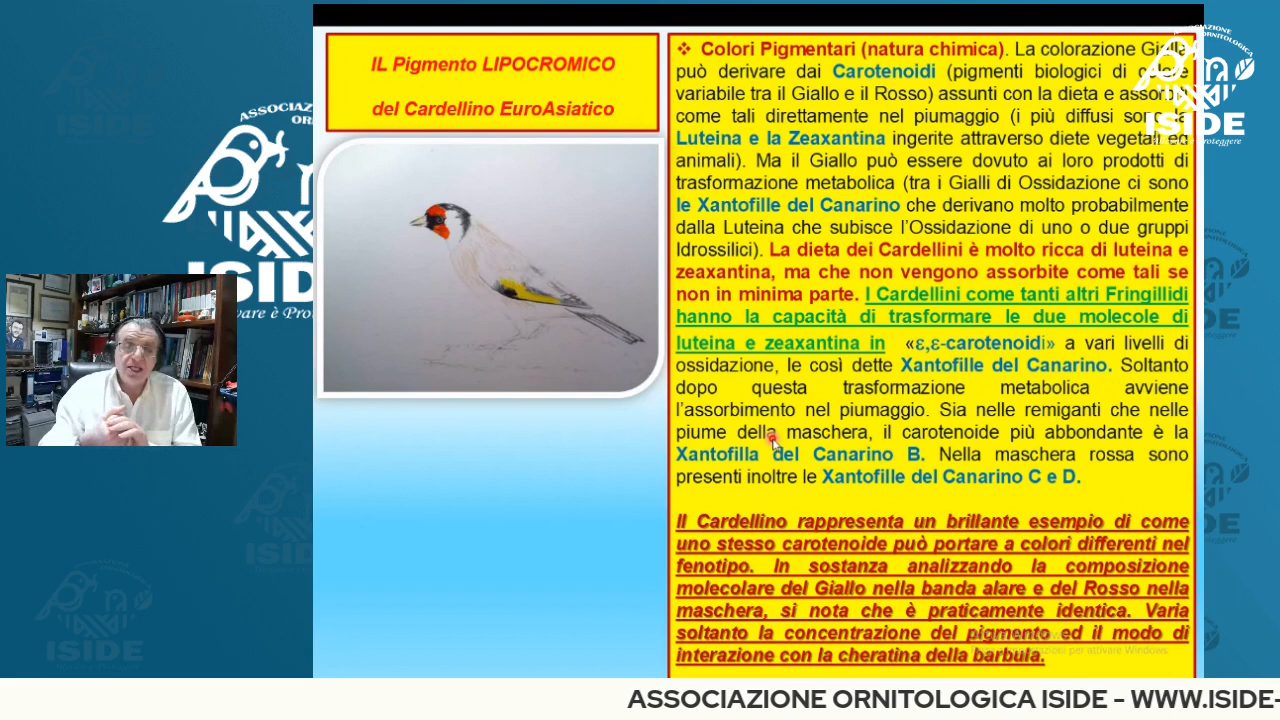 IL Pigmento LIPOCROMICO
del Cardellino EuroAsiatico
❖ Colori Pigmentari (natura chimica). La colorazione Gialla
può derivare dai Carotenoidi (pigmenti biologici di colore
variabile tra il Giallo e il Rosso) assunti con la dieta e assorbiti
come tali direttamente nel piumaggio (i più diffusi sono la
Luteina e la Zeaxantina ingerite attraverso diete vegetali ed
animali). Ma il Giallo può essere dovuto ai loro prodotti di
trasformazione metabolica (tra i Gialli di Ossidazione ci sono
le Xantofille del Canarino che derivano molto probabilmente
dalla Luteina che subisce l'Ossidazione di uno o due gruppi
Idrossilici). La dieta dei Cardellini è molto ricca di luteina e
zeaxantina, ma che non vengono assorbite come tali se
non in minima parte. I Cardellini come tanti altri Fringillidi
hanno la capacità di trasformare le due molecole di
luteina e zeaxantina in «ε,ε-carotenoidi» a vari livelli di
ossidazione, le così dette Xantofille del Canarino. Soltanto
dopo questa trasformazione metabolica avviene
l'assorbimento nel piumaggio. Sia nelle remiganti che nelle
piume della maschera, il carotenoide più abbondante è la
Xantofilla del Canarino B. Nella maschera rossa sono
presenti inoltre le Xantofille del Canarino C e D.
Il Cardellino rappresenta un brillante esempio di come
uno stesso carotenoide può portare a colori differenti nel
fenotipo. In sostanza analizzando la composizione
molecolare del Giallo nella banda alare e del Rosso nella
maschera, si nota che è praticamente identica. Varia
soltanto la concentrazione del pigmento ed il modo di
interazione con la cheratina della barbula.
per attivare Windows
ASSOCIAZIONE
ORNITOLOGICA
ISIDE
ISIDE
ISIDE
ASSOCIAZIONE ORNITOLOGICA ISIDE - WWW.ISIDE-